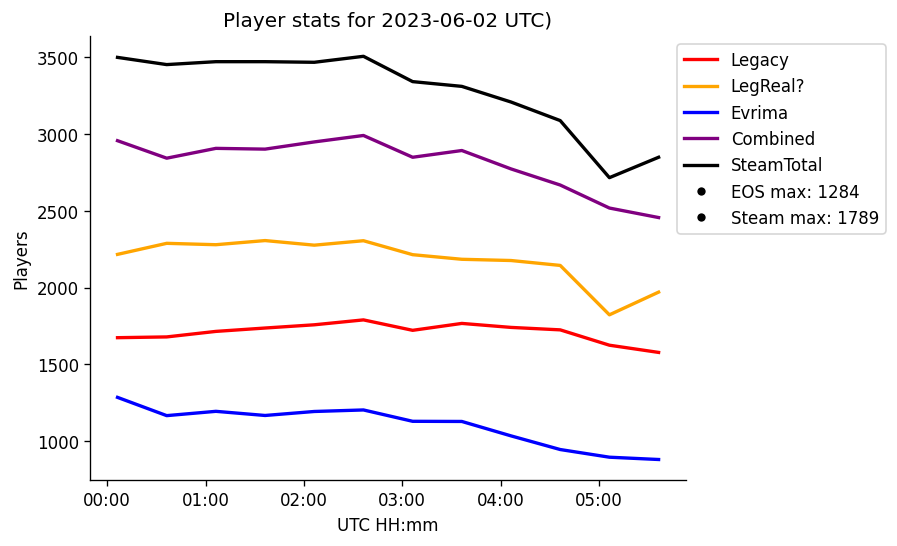 Player stats for 2023-06-02 UTC)
3500
3000
2500
2000
1500
1000
Players
00:00 01:00 02:00 03:00 04:00 05:00
UTC HH:mm
Legacy
LegReal?
Evrima
Combined
SteamTotal
EOS max: 1284
Steam max: 1789